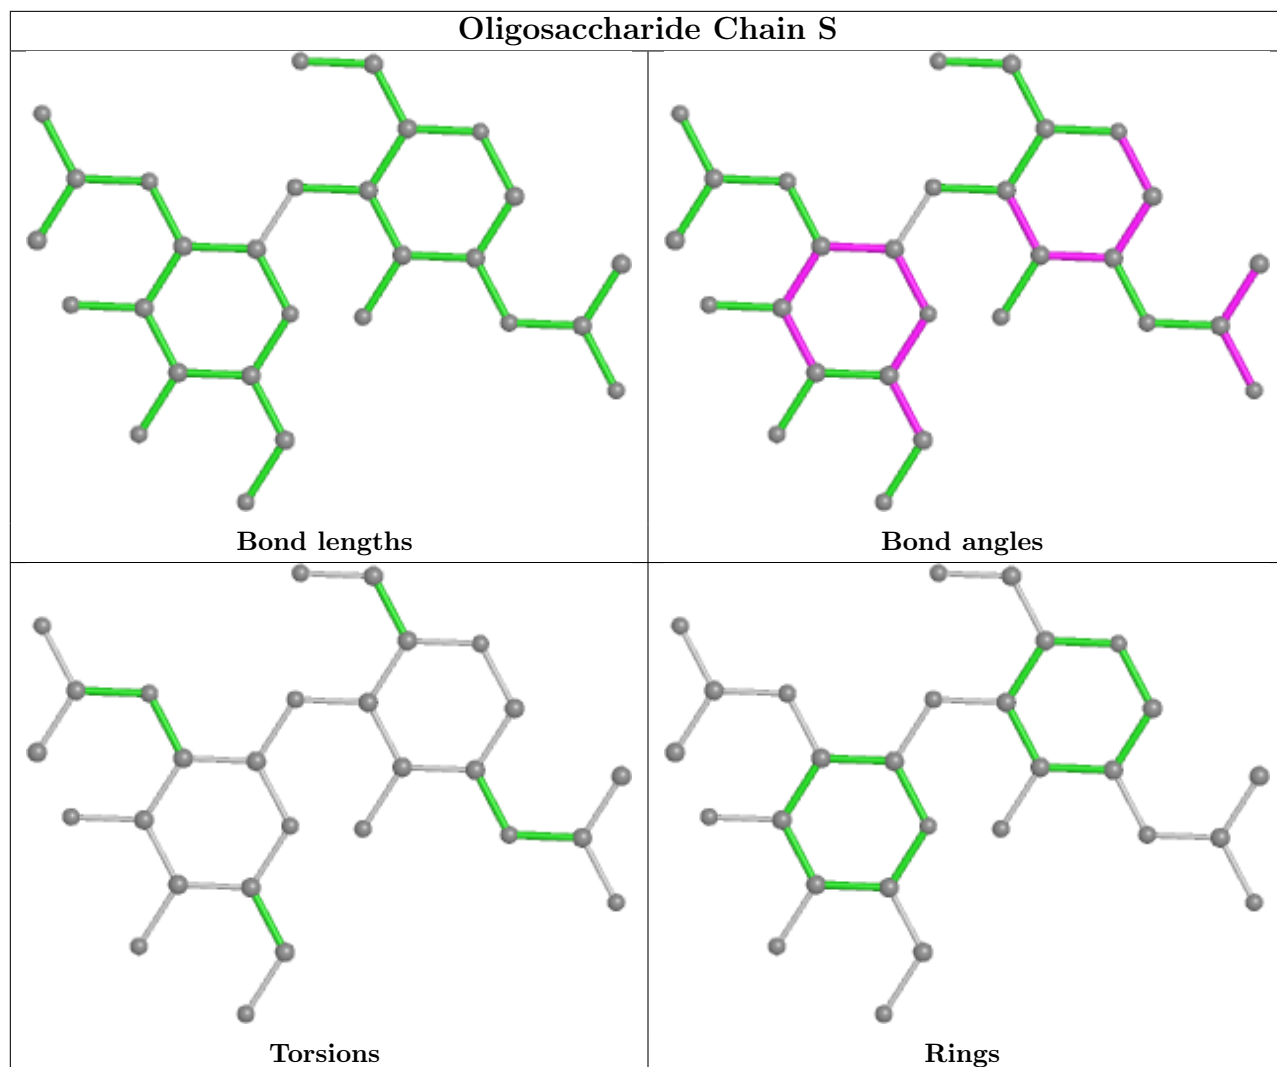 Oligosaccharide Chain S
Bond lengths
Bond angles
Torsions
Rings